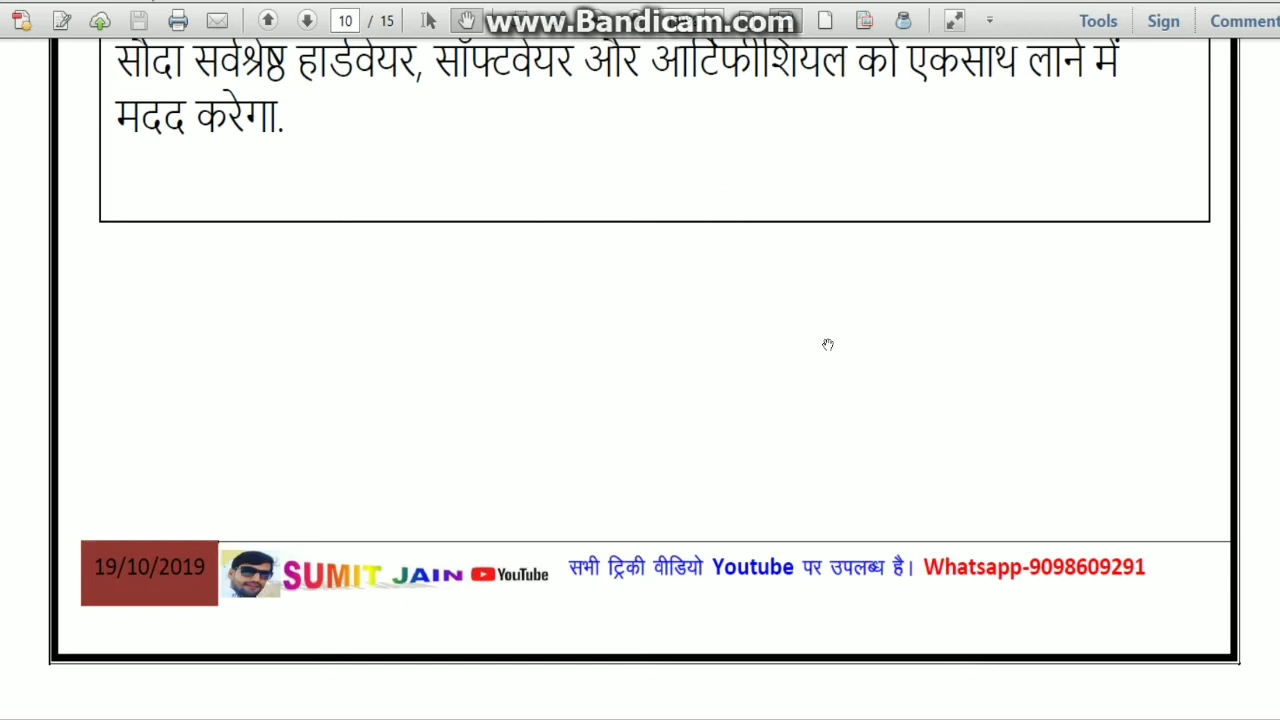 www.Bandicam.com
10 / 15
Tools
Sign
Comment
सौदा सर्वश्रेष्ठ हार्डवेयर, सॉफ्टवेयर और आर्टिफीशियल को एकसाथ लाने में
मदद करेगा.
19/10/2019
SUMIT JAIN YouTube
सभी ट्रिकी वीडियो Youtube पर उपलब्ध है। Whatsapp-9098609291